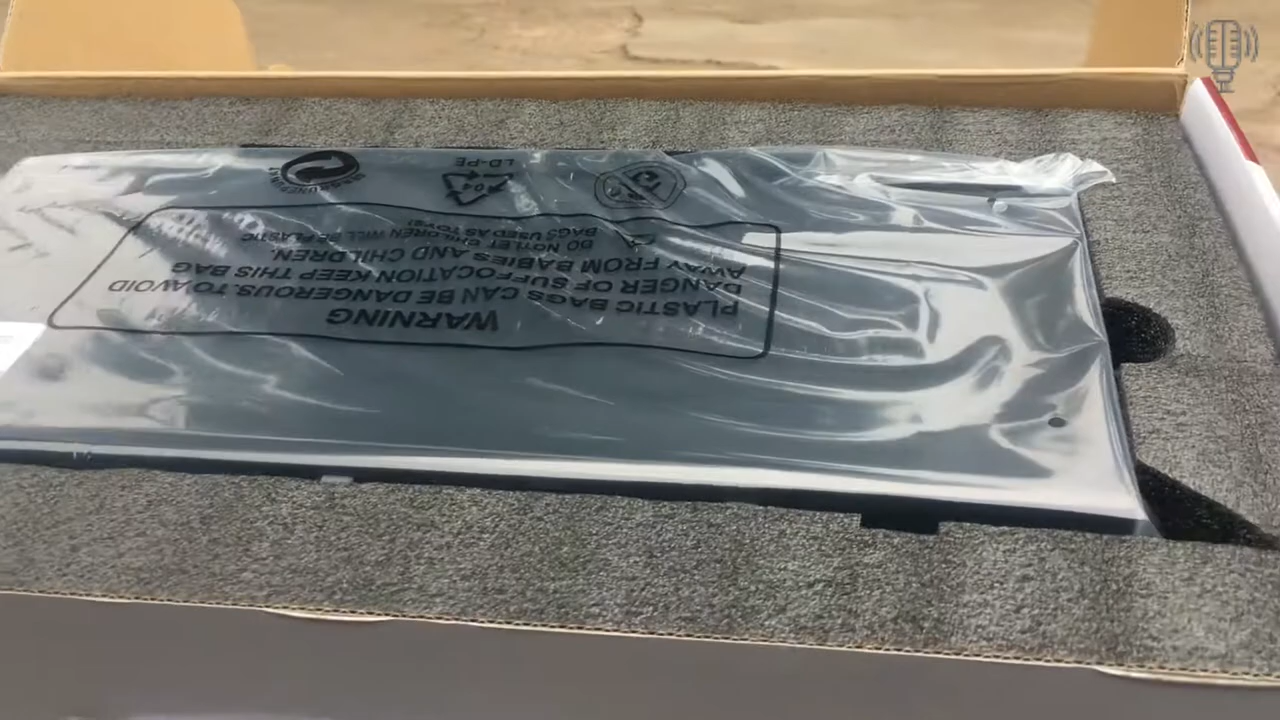 WARNING
PLASTIC BAGS CAN BE DANGEROUS. TO AVOID
DANGER OF SUFFOCATION KEEP THIS BAG
AWAY FROM BABIES AND CHILDREN.
DO NOT LET CHILDREN WILL BE PLASTIC
BAGS USED AS TOYS!
04
LD-PE